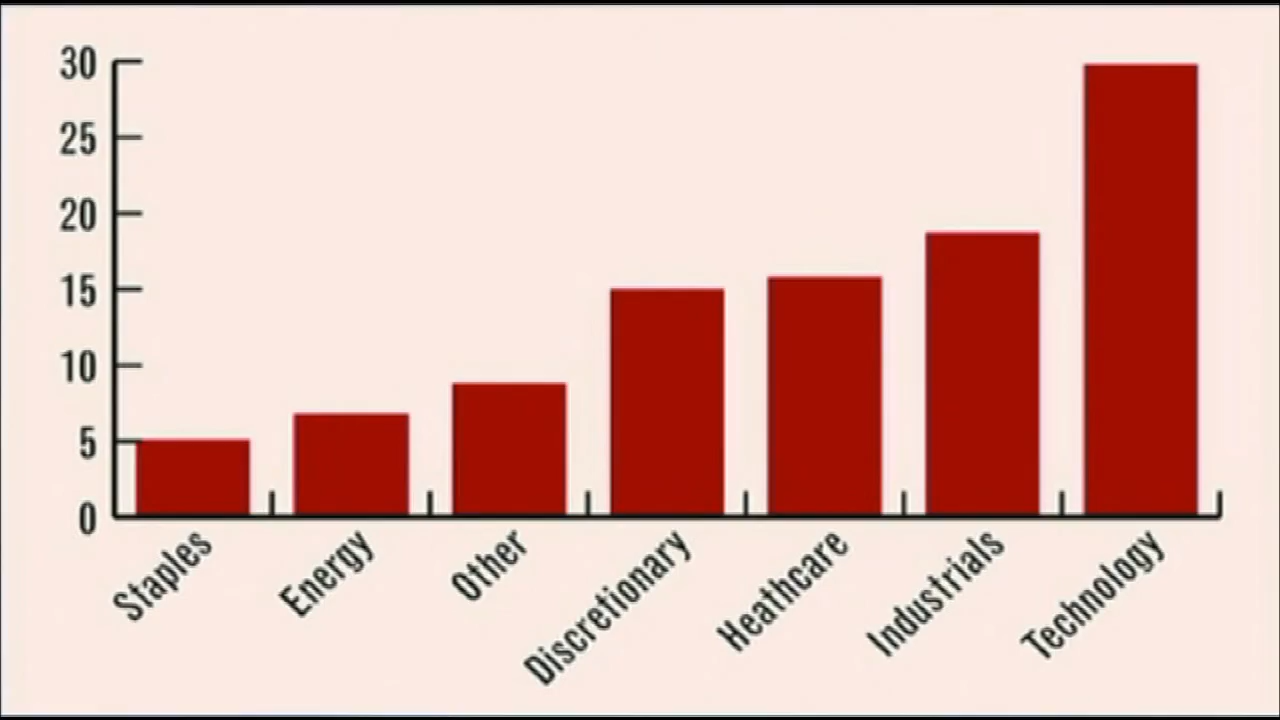 30
25
20
15
10
5
0
Staples
Energy
Other
Discretionary
Heathcare
Industrials
Technology